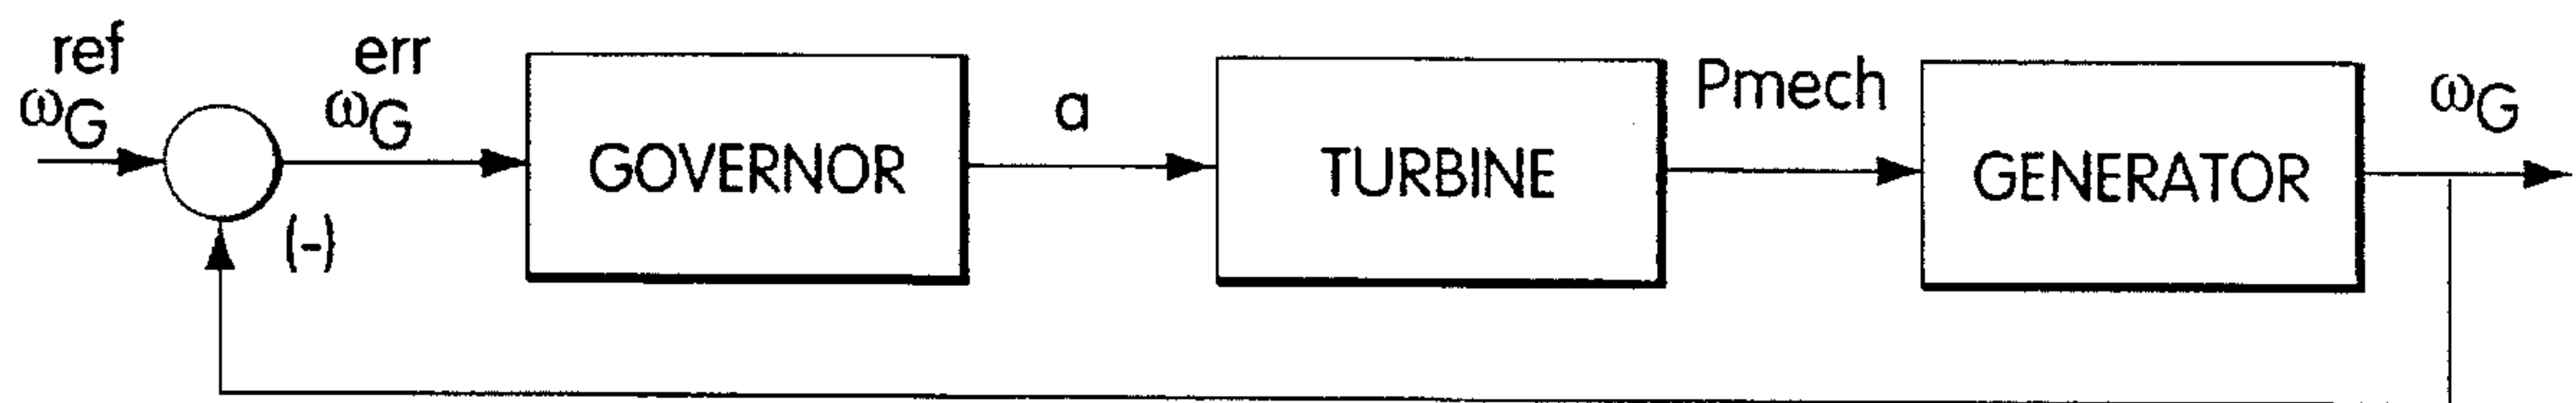 ref
ωG
err
ωG
(-)
GOVERNOR
a
TURBINE
Pmech
GENERATOR
ωG